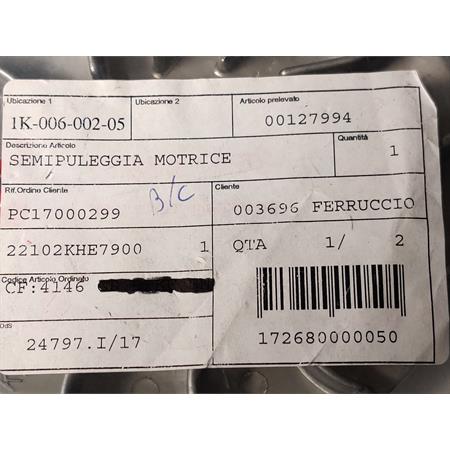 Ubicazione 1 Ubicazione 2 Articolo prelevato
1K-006-002-05 00127994
Descrizione Articolo Quantità
SEMIPULEGGIA MOTRICE 1
Rif.Ordine Cliente B/C Cliente
PC17000299 003696 FERRUCCIO
22102KHE7900 1 QTA 1/ 2
Codice Articolo Ordinato
CF:4146
DdS
24797.I/17 172680000050